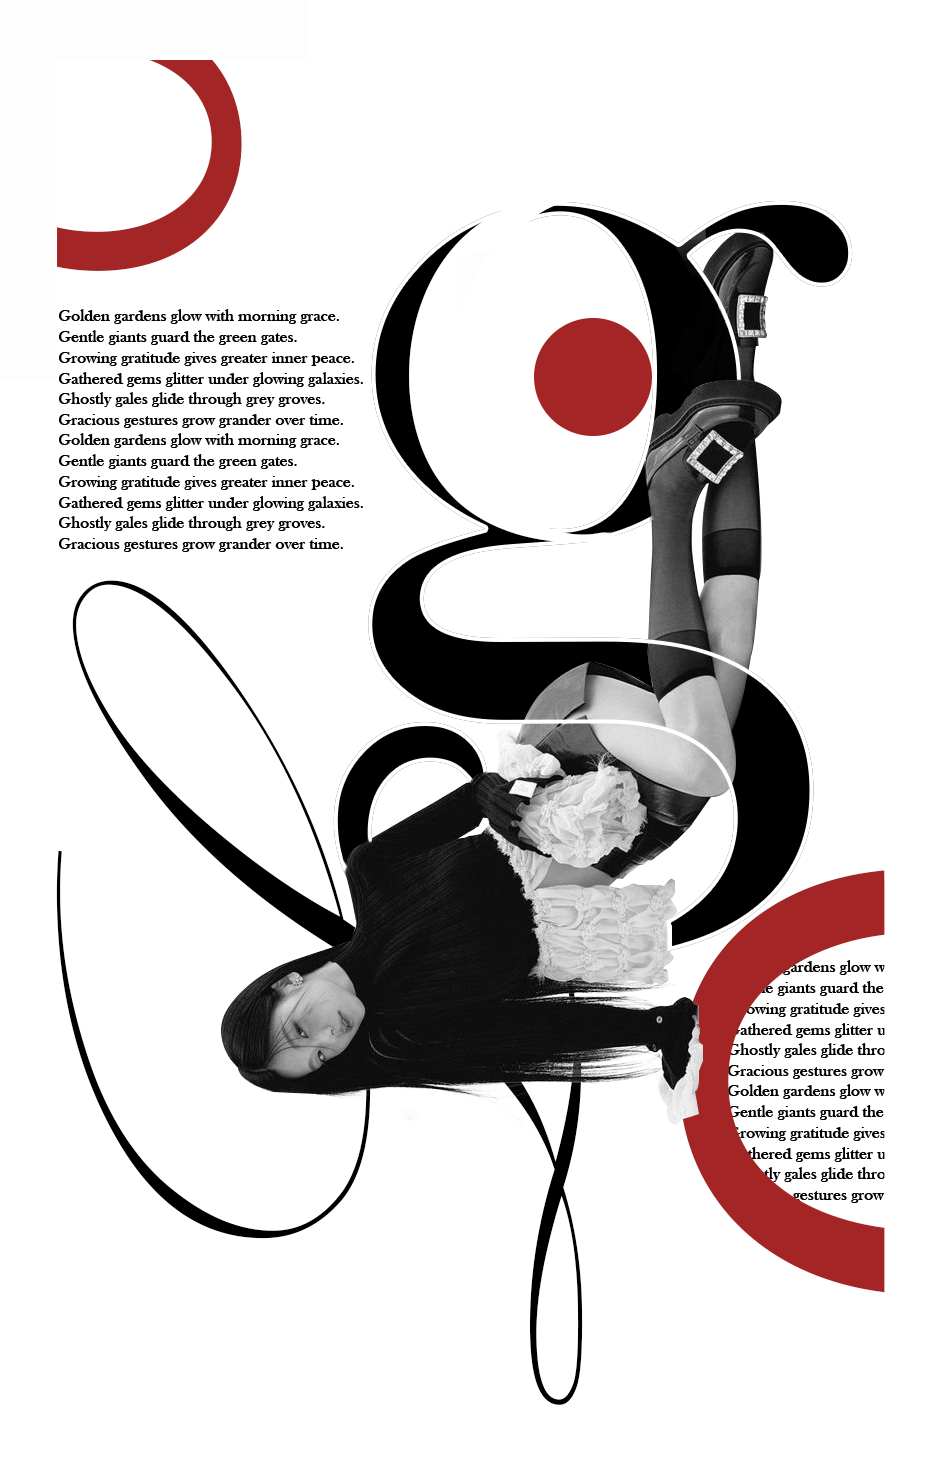 g
Golden gardens glow with morning grace.
Gentle giants guard the green gates.
Growing gratitude gives greater inner peace.
Gathered gems glitter under glowing galaxies.
Ghostly gales glide through grey groves.
Gracious gestures grow grander over time.
Golden gardens glow with morning grace.
Gentle giants guard the green gates.
Growing gratitude gives greater inner peace.
Gathered gems glitter under glowing galaxies.
Ghostly gales glide through grey groves.
Gracious gestures grow grander over time.
gardens glow w
giants guard the
owing gratitude gives
Gathered gems glitter u
Ghostly gales glide thro
Gracious gestures grow
Golden gardens glow w
Gentle giants guard the
Growing gratitude gives
thered gems glitter u
tly gales glide thro
gestures grow